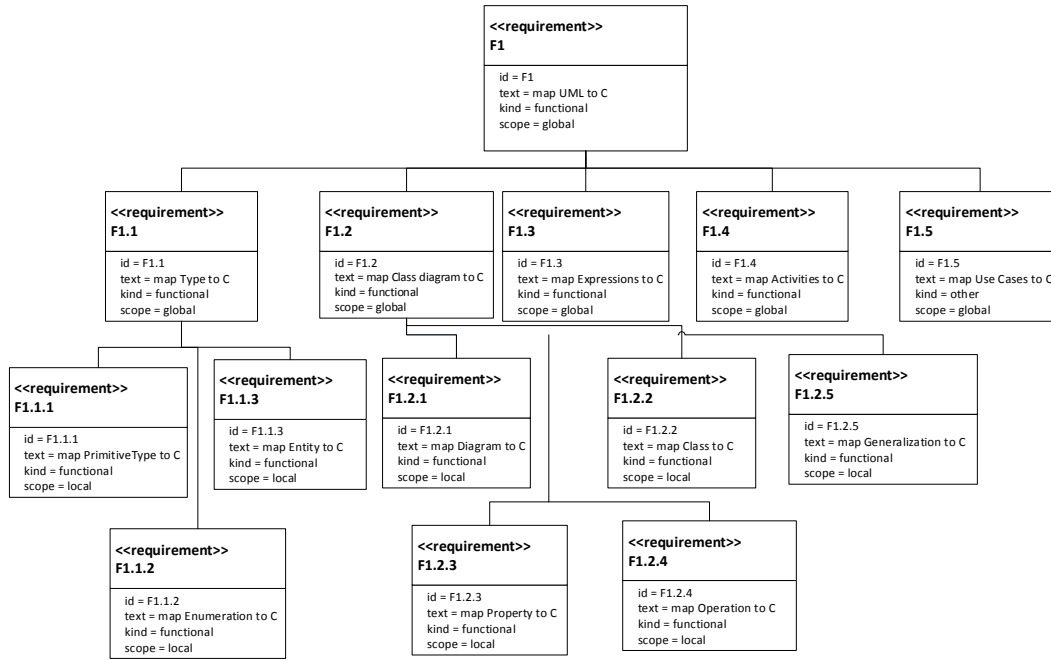 <<requirement>>
F1
id = F1
text = map UML to C
kind = functional
scope = global
<<requirement>>
F1.1
id = F1.1
text = map Type to C
kind = functional
scope = global
<<requirement>>
F1.2
id = F1.2
text = map Class diagram to C
kind = functional
scope = global
<<requirement>>
F1.3
id = F1.3
text = map Expressions to C
kind = functional
scope = global
<<requirement>>
F1.4
id = F1.4
text = map Activities to C
kind = functional
scope = global
<<requirement>>
F1.5
id = F1.5
text = map Use Cases to C
kind = other
scope = global
<<requirement>>
F1.1.1
id = F1.1.1
text = map PrimitiveType to C
kind = functional
scope = local
<<requirement>>
F1.1.3
id = F1.1.3
text = map Entity to C
kind = functional
scope = local
<<requirement>>
F1.2.1
id = F1.2.1
text = map Diagram to C
kind = functional
scope = local
<<requirement>>
F1.2.2
id = F1.2.2
text = map Class to C
kind = functional
scope = local
<<requirement>>
F1.2.5
id = F1.2.5
text = map Generalization to C
kind = functional
scope = local
<<requirement>>
F1.1.2
id = F1.1.2
text = map Enumeration to C
kind = functional
scope = local
<<requirement>>
F1.2.3
id = F1.2.3
text = map Property to C
kind = functional
scope = local
<<requirement>>
F1.2.4
id = F1.2.4
text = map Operation to C
kind = functional
scope = local